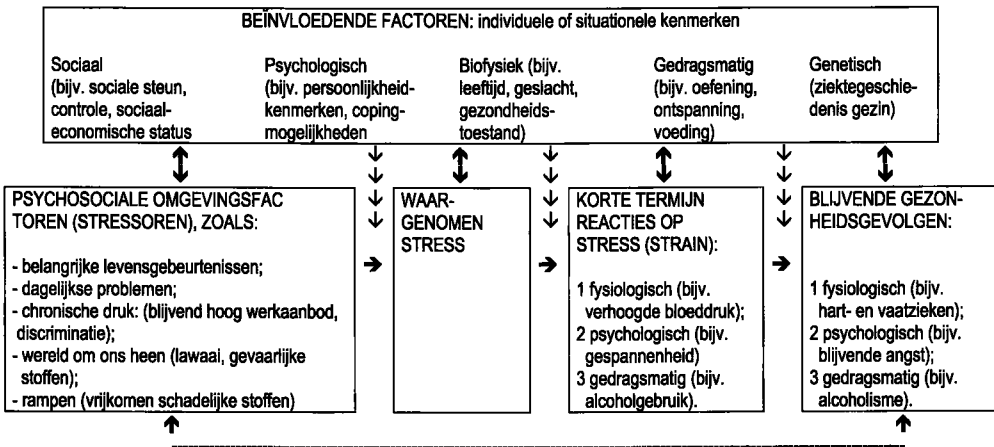 BEÏNVLOEDENDE FACTOREN: individuele of situationele kenmerken
Sociaal
(bijv. sociale steun,
controle, sociaal-
economische status
Psychologisch
(bijv. persoonlijkheid-
kenmerken, coping-
mogelijkheden
Biofysiek (bijv.
leeftijd, geslacht,
gezondheids-
toestand)
Gedragsmatig
(bijv. oefening,
ontspanning,
voeding)
Genetisch
(ziektegeschie-
denis gezin)
PSYCHOSOCIALE OMGEVINGSFAC
TOREN (STRESSOREN), ZOALS:
- belangrijke levensgebeurtenissen;
- dagelijkse problemen;
- chronische druk: (blijvend hoog werkaanbod,
discriminatie);
- wereld om ons heen (lawaai, gevaarlijke
stoffen);
- rampen (vrijkomen schadelijke stoffen)
WAAR-
GENOMEN
STRESS
KORTE TERMIJN
REACTIES OP
STRESS (STRAIN):
1 fysiologisch (bijv.
verhoogde bloeddruk);
2 psychologisch (bijv.
gespannenheid)
3 gedragsmatig (bijv.
alcoholgebruik).
BLIJVENDE GEZON-
HEIDSGEVOLGEN:
1 fysiologisch (bijv.
hart- en vaatzieken);
2 psychologisch (bijv.
blijvende angst);
3 gedragsmatig (bijv.
alcoholisme).